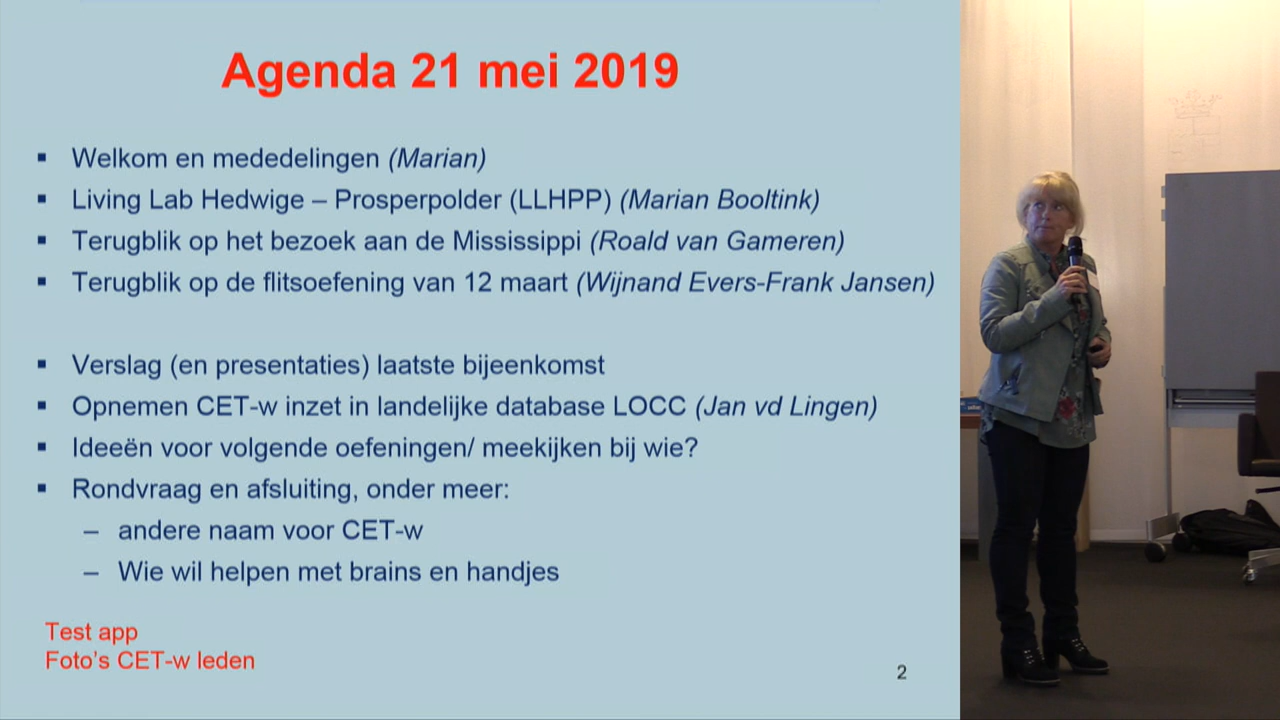 Agenda 21 mei 2019
▪ Welkom en mededelingen (Marian)
▪ Living Lab Hedwige – Prosperpolder (LLHPP) (Marian Booltink)
▪ Terugblik op het bezoek aan de Mississippi (Roald van Gameren)
▪ Terugblik op de flitsoefening van 12 maart (Wijnand Evers-Frank Jansen)
▪ Verslag (en presentaties) laatste bijeenkomst
▪ Opnemen CET-w inzet in landelijke database LOCC (Jan vd Lingen)
▪ Ideeën voor volgende oefeningen/ meekijken bij wie?
▪ Rondvraag en afsluiting, onder meer:
– andere naam voor CET-w
– Wie wil helpen met brains en handjes
Test app
Foto's CET-w leden
2